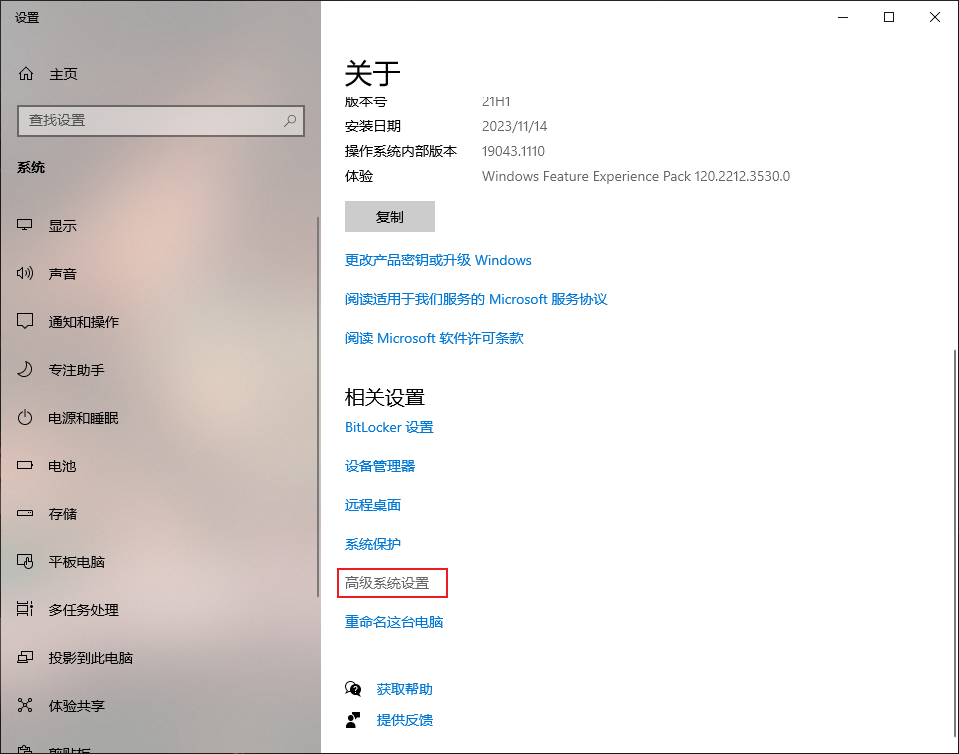 设置
主页
查找设置
系统
显示
声音
通知和操作
专注助手
电源和睡眠
电池
存储
平板电脑
多任务处理
投影到此电脑
体验共享
剪贴板
关于
版本号 21H1
安装日期 2023/11/14
操作系统内部版本 19043.1110
体验 Windows Feature Experience Pack 120.2212.3530.0
复制
更改产品密钥或升级 Windows
阅读适用于我们服务的 Microsoft 服务协议
阅读 Microsoft 软件许可条款
相关设置
BitLocker 设置
设备管理器
远程桌面
系统保护
高级系统设置
重命名这台电脑
获取帮助
提供反馈